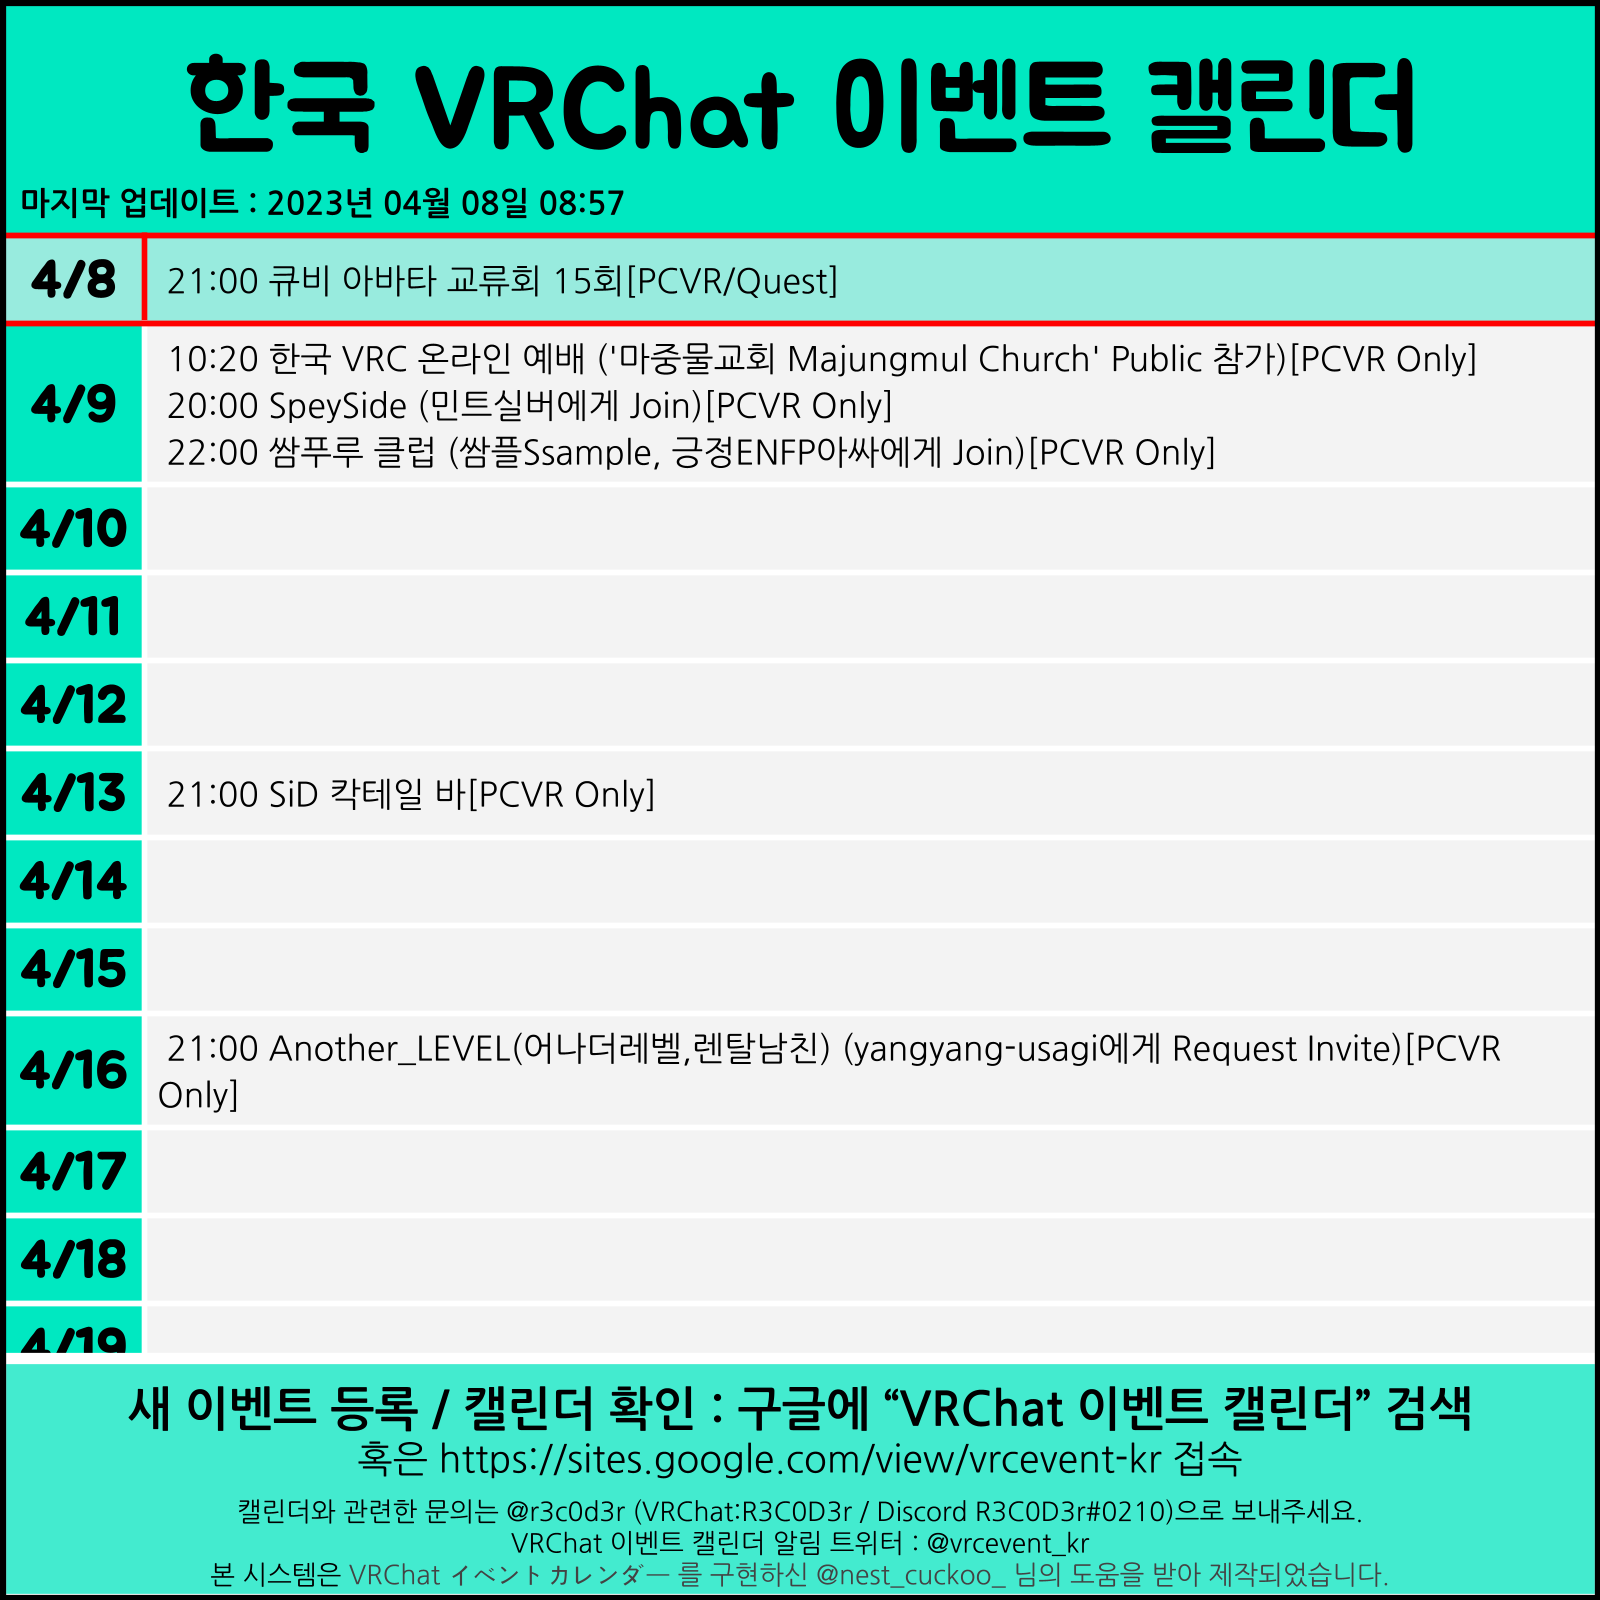 한국 VRChat 이벤트 캘린더
마지막 업데이트 : 2023년 04월 08일 08:57
4/8
21:00 큐비 아바타 교류회 15회[PCVR/Quest]
4/9
10:20 한국 VRC 온라인 예배 ('마중물교회 Majungmul Church' Public 참가)[PCVR Only]
20:00 SpeySide (민트실버에게 Join)[PCVR Only]
22:00 쌈푸루 클럽 (쌈플Ssample, 긍정ENFP아싸에게 Join)[PCVR Only]
4/10
4/11
4/12
4/13
21:00 SiD 칵테일 바[PCVR Only]
4/14
4/15
4/16
21:00 Another_LEVEL(어나더레벨,렌탈남친) (yangyang-usagi에게 Request Invite)[PCVR
Only]
4/17
4/18
4/19
새 이벤트 등록 / 캘린더 확인 : 구글에 “VRChat 이벤트 캘린더” 검색
혹은 https://sites.google.com/view/vrcevent-kr 접속
캘린더와 관련한 문의는 @r3c0d3r (VRChat:R3C0D3r / Discord R3C0D3r#0210)으로 보내주세요.
VRChat 이벤트 캘린더 알림 트위터 : @vrcevent_kr
본 시스템은 VRChat イベントカレンダー 를 구현하신 @nest_cuckoo_ 님의 도움을 받아 제작되었습니다.